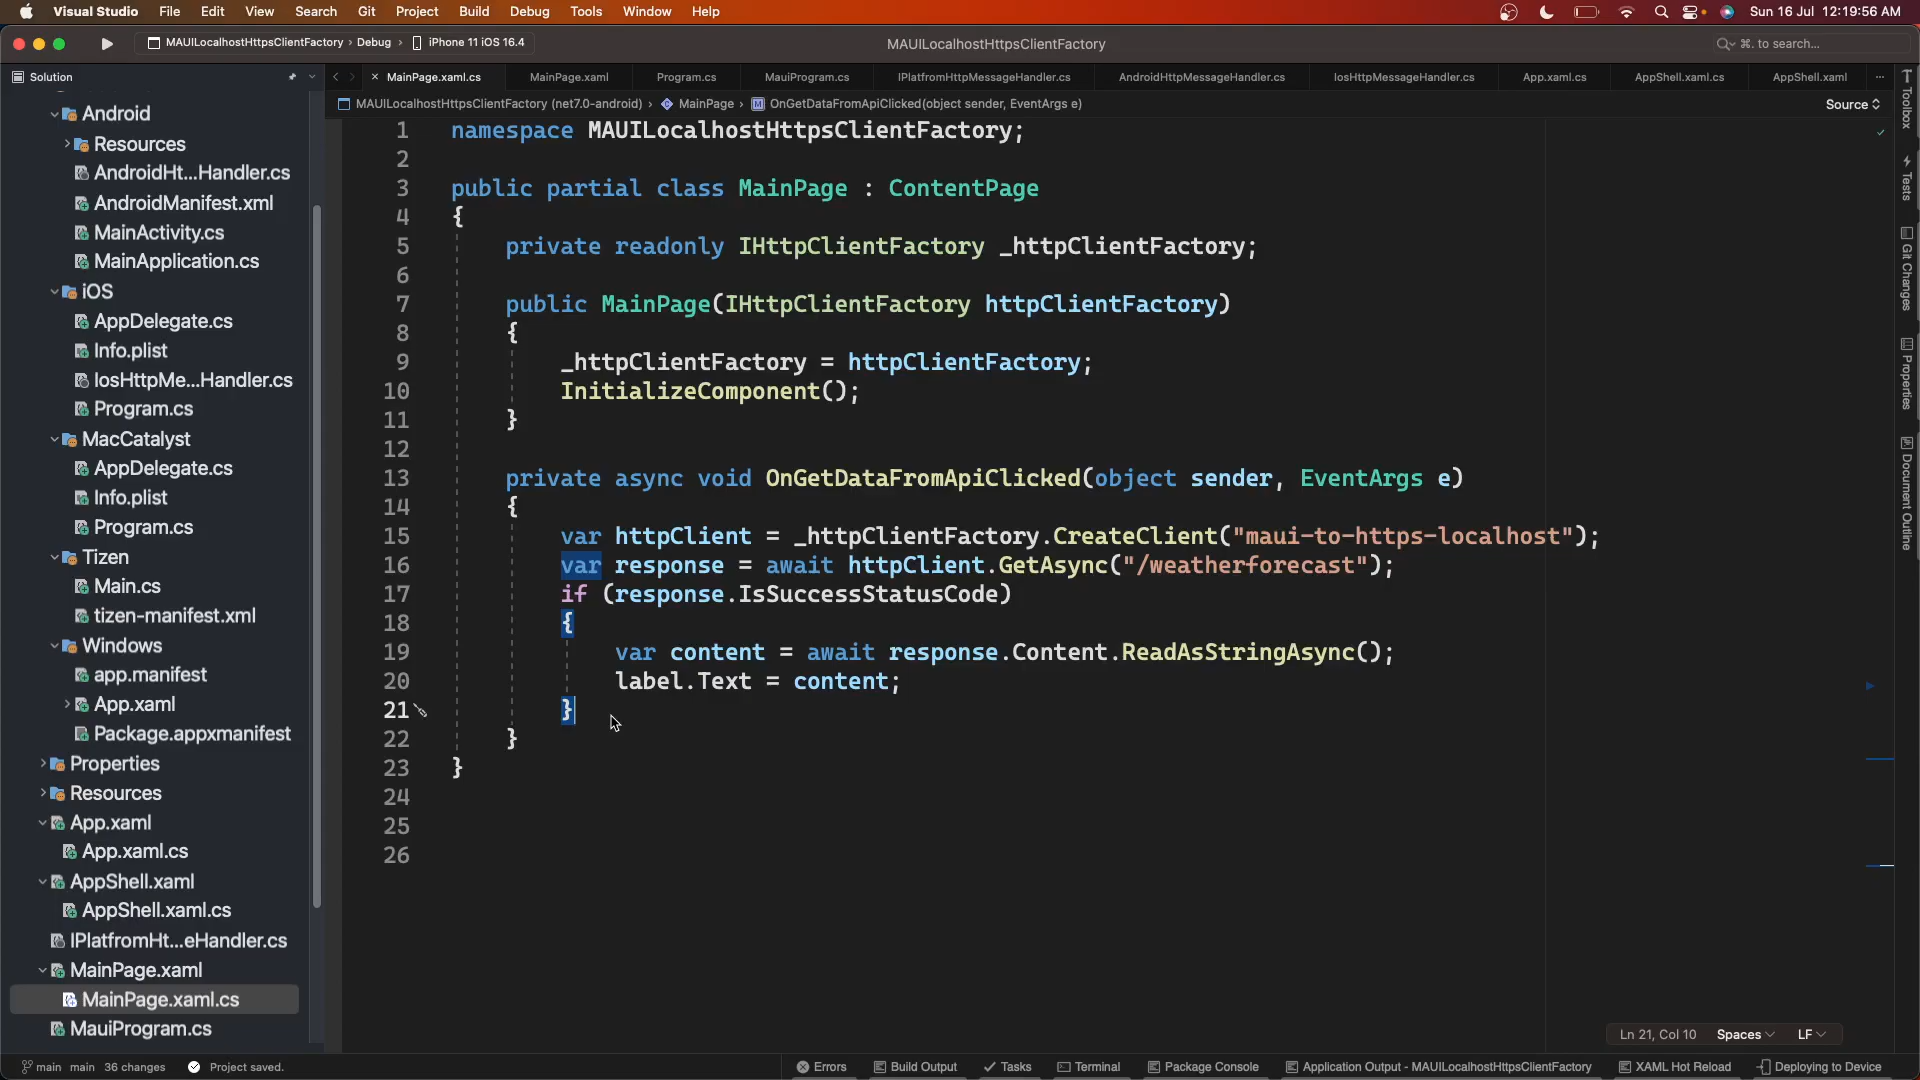 Visual Studio File Edit View Search Git Project Build Debug Tools Window Help Sun 16 Jul 12:19:56 AM
MAUILocalhostHttpsClientFactory › Debug › iPhone 11 iOS 16.4 MAUILocalhostHttpsClientFactory ⌘. to search...
Solution
MainPage.xaml.cs MainPage.xaml Program.cs MauiProgram.cs IPlatfromHttpMessageHandler.cs AndroidHttpMessageHandler.cs IosHttpMessageHandler.cs App.xaml.cs AppShell.xaml.cs AppShell.xaml ...
MAUILocalhostHttpsClientFactory (net7.0-android) › MainPage › OnGetDataFromApiClicked(object sender, EventArgs e) Source
Android
Resources
AndroidHt...Handler.cs
AndroidManifest.xml
MainActivity.cs
MainApplication.cs
iOS
AppDelegate.cs
Info.plist
IosHttpMe...Handler.cs
Program.cs
MacCatalyst
AppDelegate.cs
Info.plist
Program.cs
Tizen
Main.cs
tizen-manifest.xml
Windows
app.manifest
App.xaml
Package.appxmanifest
Properties
Resources
App.xaml
App.xaml.cs
AppShell.xaml
AppShell.xaml.cs
IPlatfromHt...eHandler.cs
MainPage.xaml
MainPage.xaml.cs
MauiProgram.cs
1 namespace MAUILocalhostHttpsClientFactory;
2
3 public partial class MainPage : ContentPage
4 {
5 private readonly IHttpClientFactory _httpClientFactory;
6
7 public MainPage(IHttpClientFactory httpClientFactory)
8 {
9 _httpClientFactory = httpClientFactory;
10 InitializeComponent();
11 }
12
13 private async void OnGetDataFromApiClicked(object sender, EventArgs e)
14 {
15 var httpClient = _httpClientFactory.CreateClient("maui-to-https-localhost");
16 var response = await httpClient.GetAsync("/weatherforecast");
17 if (response.IsSuccessStatusCode)
18 {
19 var content = await response.Content.ReadAsStringAsync();
20 label.Text = content;
21 }
22 }
23 }
24
25
26
Toolbox
Tests
Git Changes
Properties
Document Outline
Ln 21, Col 10 Spaces LF
main main 36 changes Project saved. Errors Build Output Tasks Terminal Package Console Application Output - MAUILocalhostHttpsClientFactory XAML Hot Reload Deploying to Device